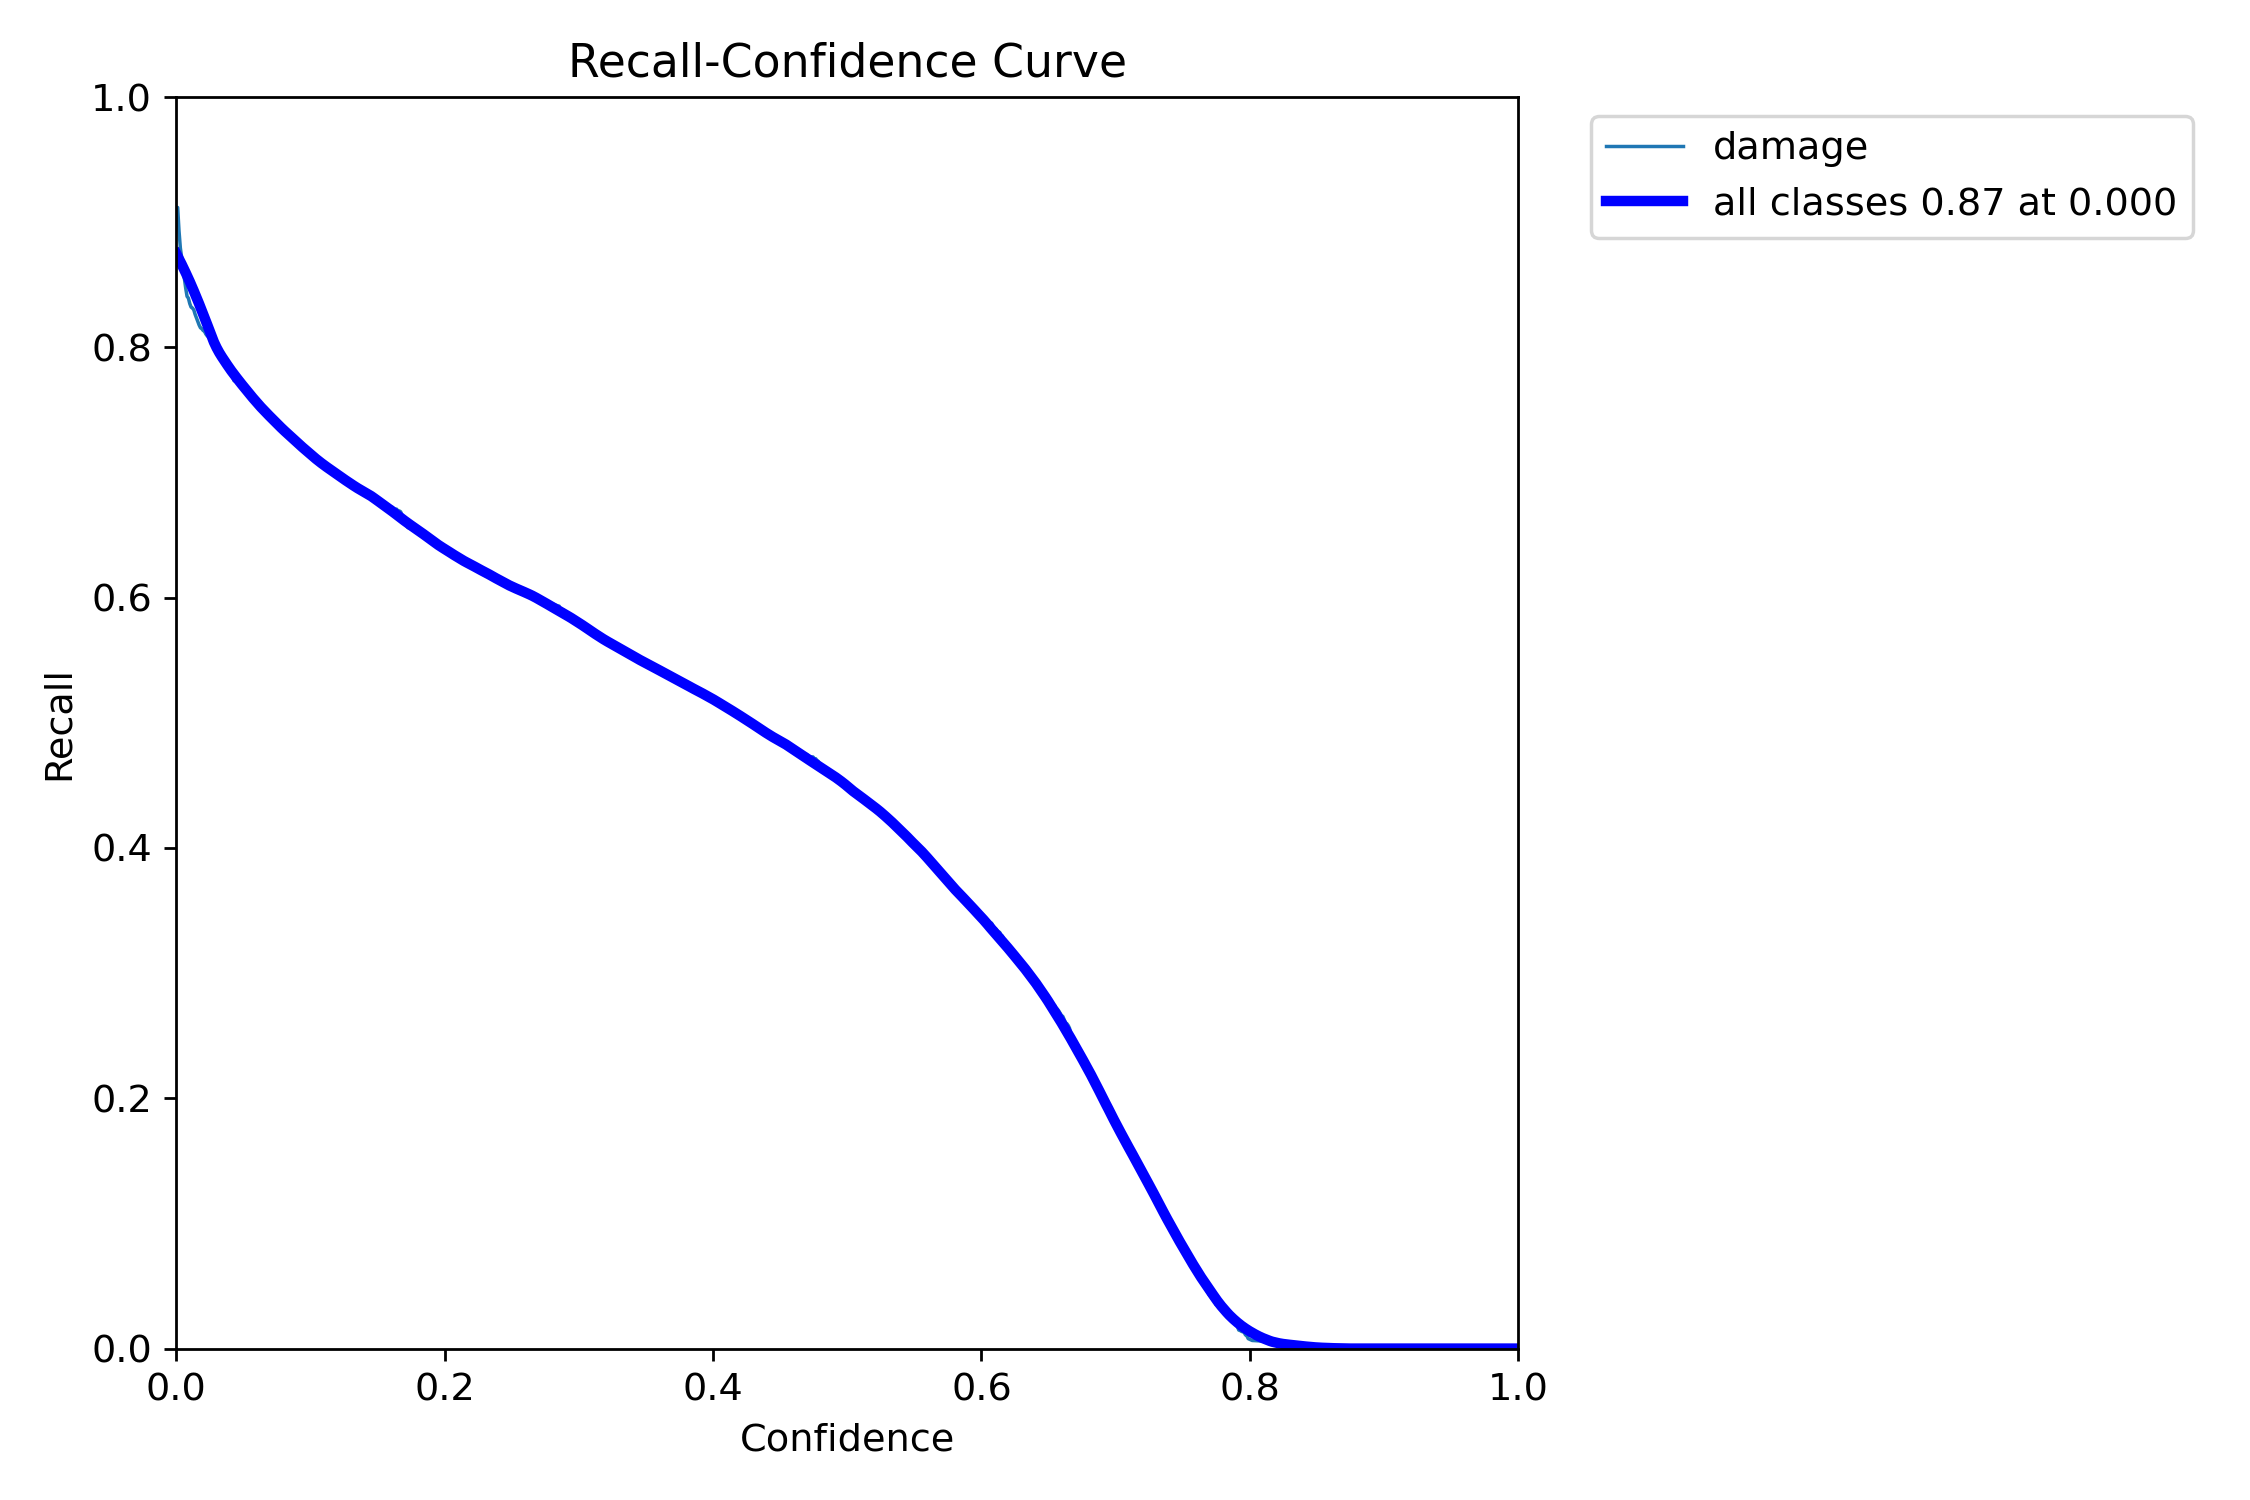 Recall-Confidence Curve
1.0
0.8
0.6
0.4
0.2
0.0
Recall
0.0 0.2 0.4 0.6 0.8 1.0
Confidence
damage
all classes 0.87 at 0.000